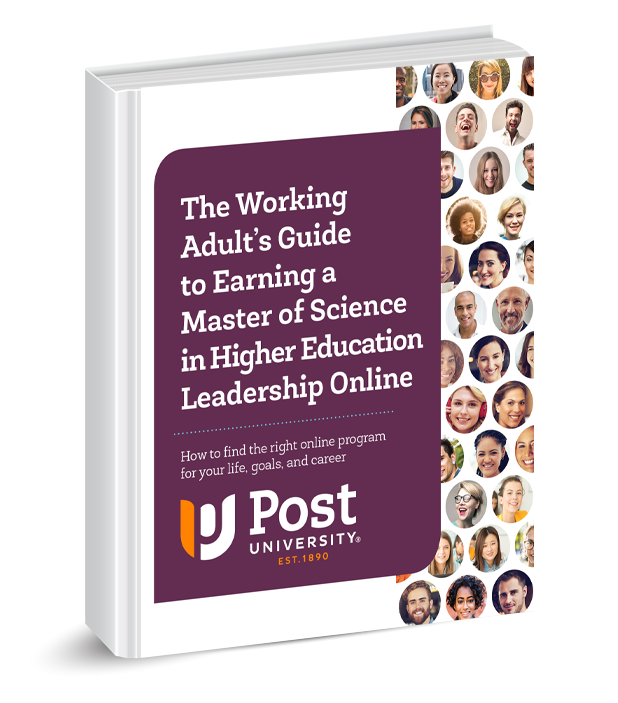 The Working
Adult’s Guide
to Earning a
Master of Science
in Higher Education
Leadership Online
How to find the right online program
for your life, goals, and career
Post
UNIVERSITY®
EST.1890